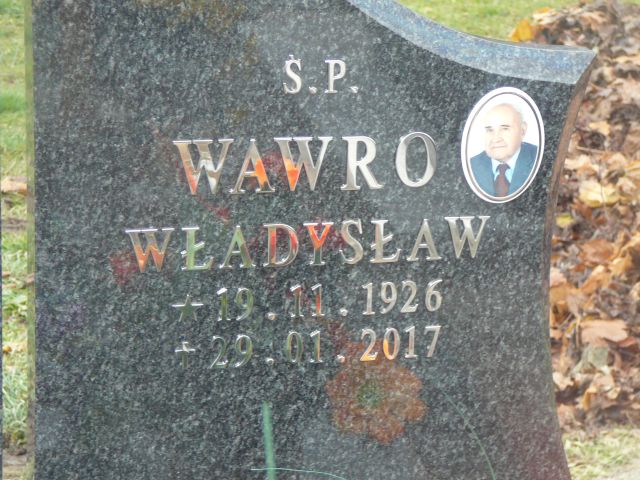 Ś.P.
WAWRO
WŁADYSŁAW
★ 19.11.1926
✝ 29.01.2017